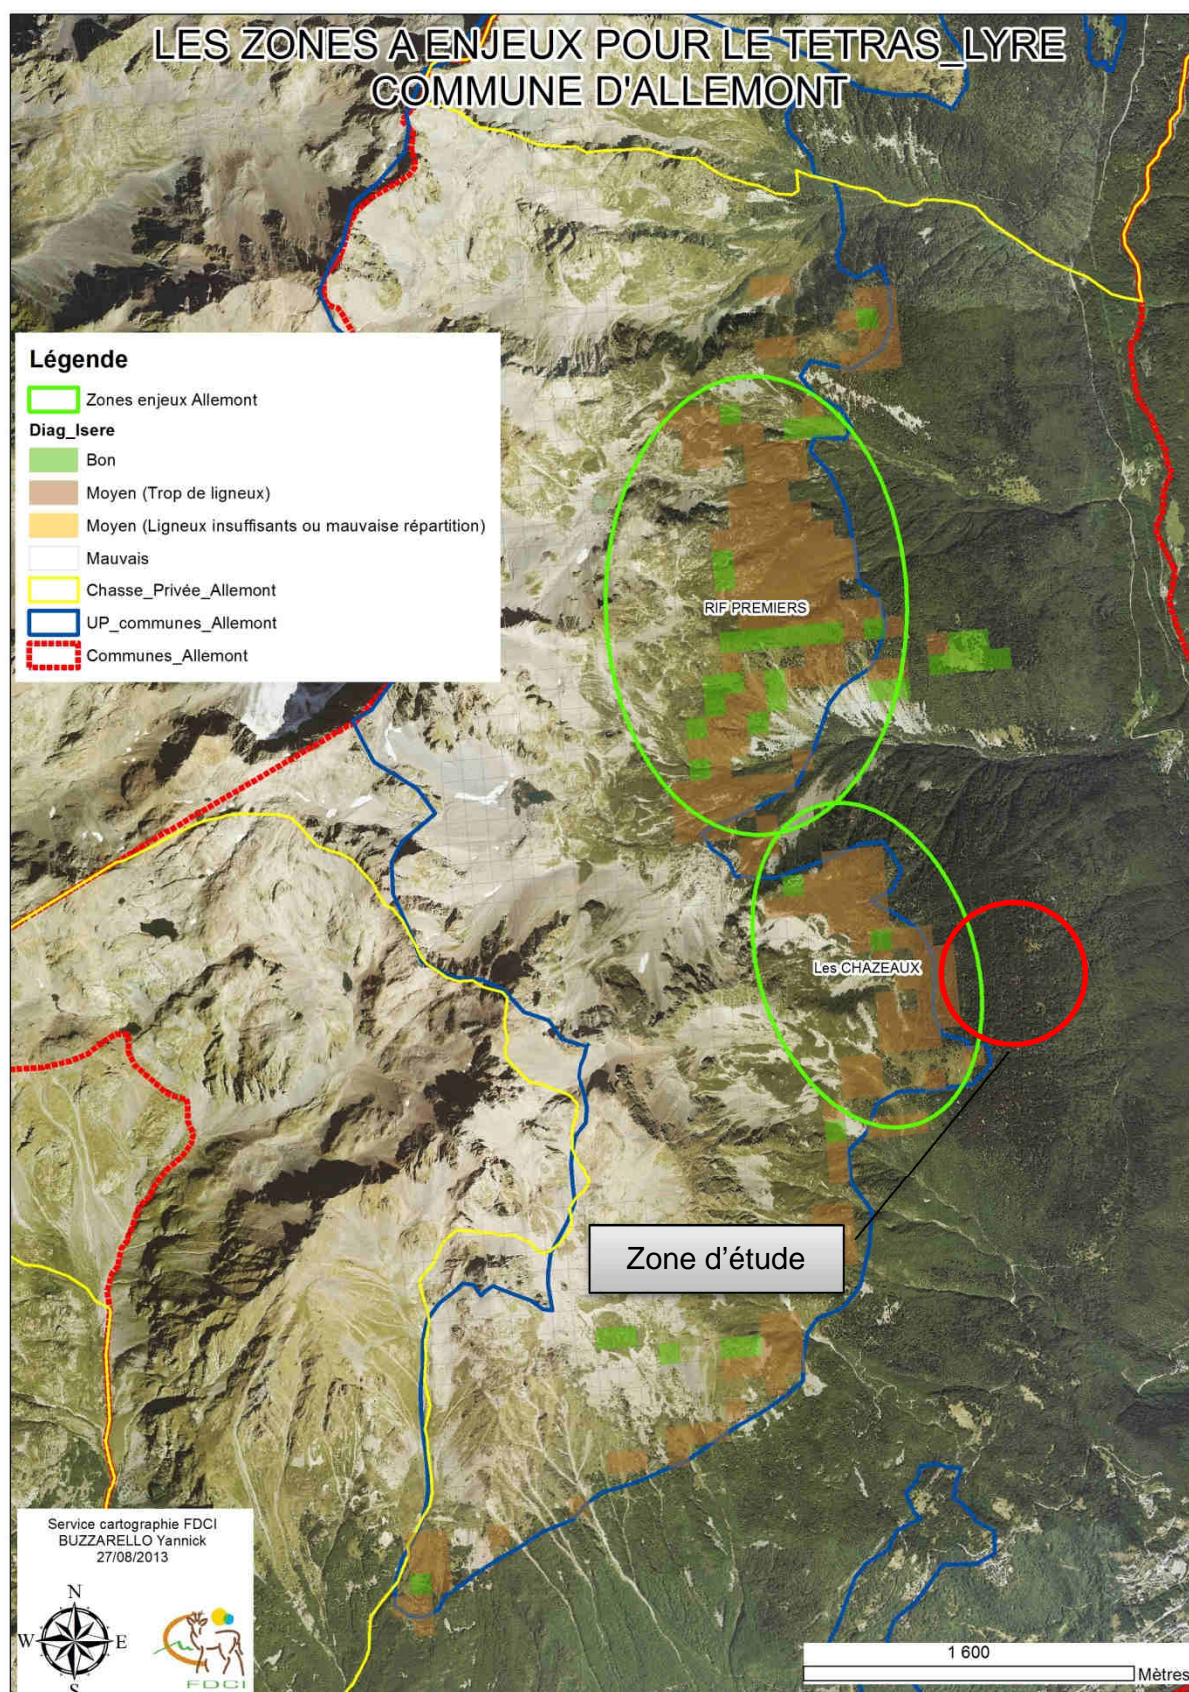 LES ZONES A ENJEUX POUR LE TETRAS_LYRE
COMMUNE D'ALLEMONT
Légende
Zones enjeux Allemont
Diag_Isere
Bon
Moyen (Trop de ligneux)
Moyen (Ligneux insuffisants ou mauvaise répartition)
Mauvais
Chasse_Privée_Allemont
UP_communes_Allemont
Communes_Allemont
RIF PREMIERS
Les CHAZEAUX
Zone d'étude
Service cartographie FDCI
BUZZARELLO Yannick
27/08/2013
N
W
E
S
FDCI
1 600
Mètres